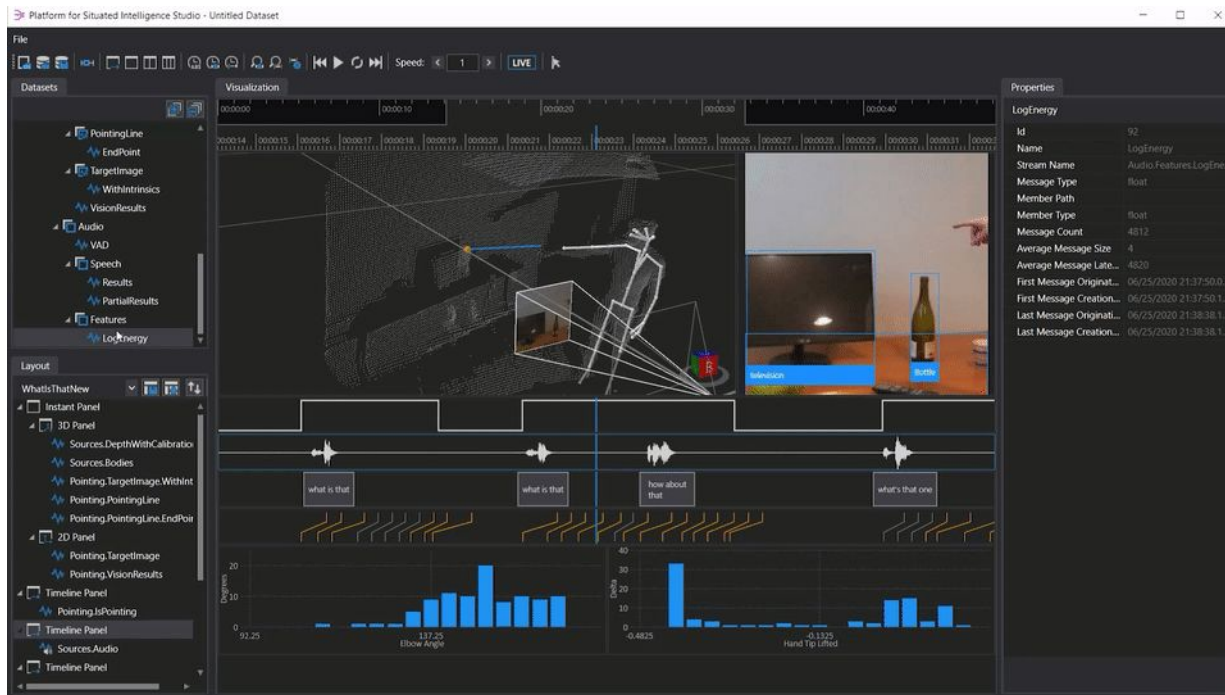 Platform for Situated Intelligence Studio - Untitled Dataset
File
Speed: 1 LIVE
Datasets
PointingLine
EndPoint
TargetImage
WithIntrinsics
VisionResults
Audio
VAD
Speech
Results
PartialResults
Features
LogEnergy
Layout
WhatIsThatNew
Instant Panel
3D Panel
Sources.DepthWithCalibratio
Sources.Bodies
Pointing.TargetImage.WithInt
Pointing.PointingLine
Pointing.PointingLine.EndPoi
2D Panel
Pointing.TargetImage
Pointing.VisionResults
Timeline Panel
Pointing.IsPointing
Timeline Panel
Sources.Audio
Timeline Panel
Visualization
00:00:00 00:00:10 00:00:20 00:00:30 00:00:40
00:00:14 00:00:15 00:00:16 00:00:17 00:00:18 00:00:19 00:00:20 00:00:21 00:00:22 00:00:23 00:00:24 00:00:25 00:00:26 00:00:27 00:00:28 00:00:29 00:00:30 00:00:31
television
Bottle
what is that
what is that
how about
that
what's that one
Degrees
20
10
0
92.25 137.25
Elbow Angle
Delta
40
30
20
10
0
-0.4825 -0.1325
Hand Tip Lifted
Properties
LogEnergy
Id 92
Name LogEnergy
Stream Name Audio.Features.LogEne
Message Type float
Member Path
Member Type float
Message Count 4812
Average Message Size 4
Average Message Late... 4820
First Message Originat... 06/25/2020 21:37:50.0
First Message Creation... 06/25/2020 21:37:50.1
Last Message Originati... 06/25/2020 21:38:38.1
Last Message Creation... 06/25/2020 21:38:38.1